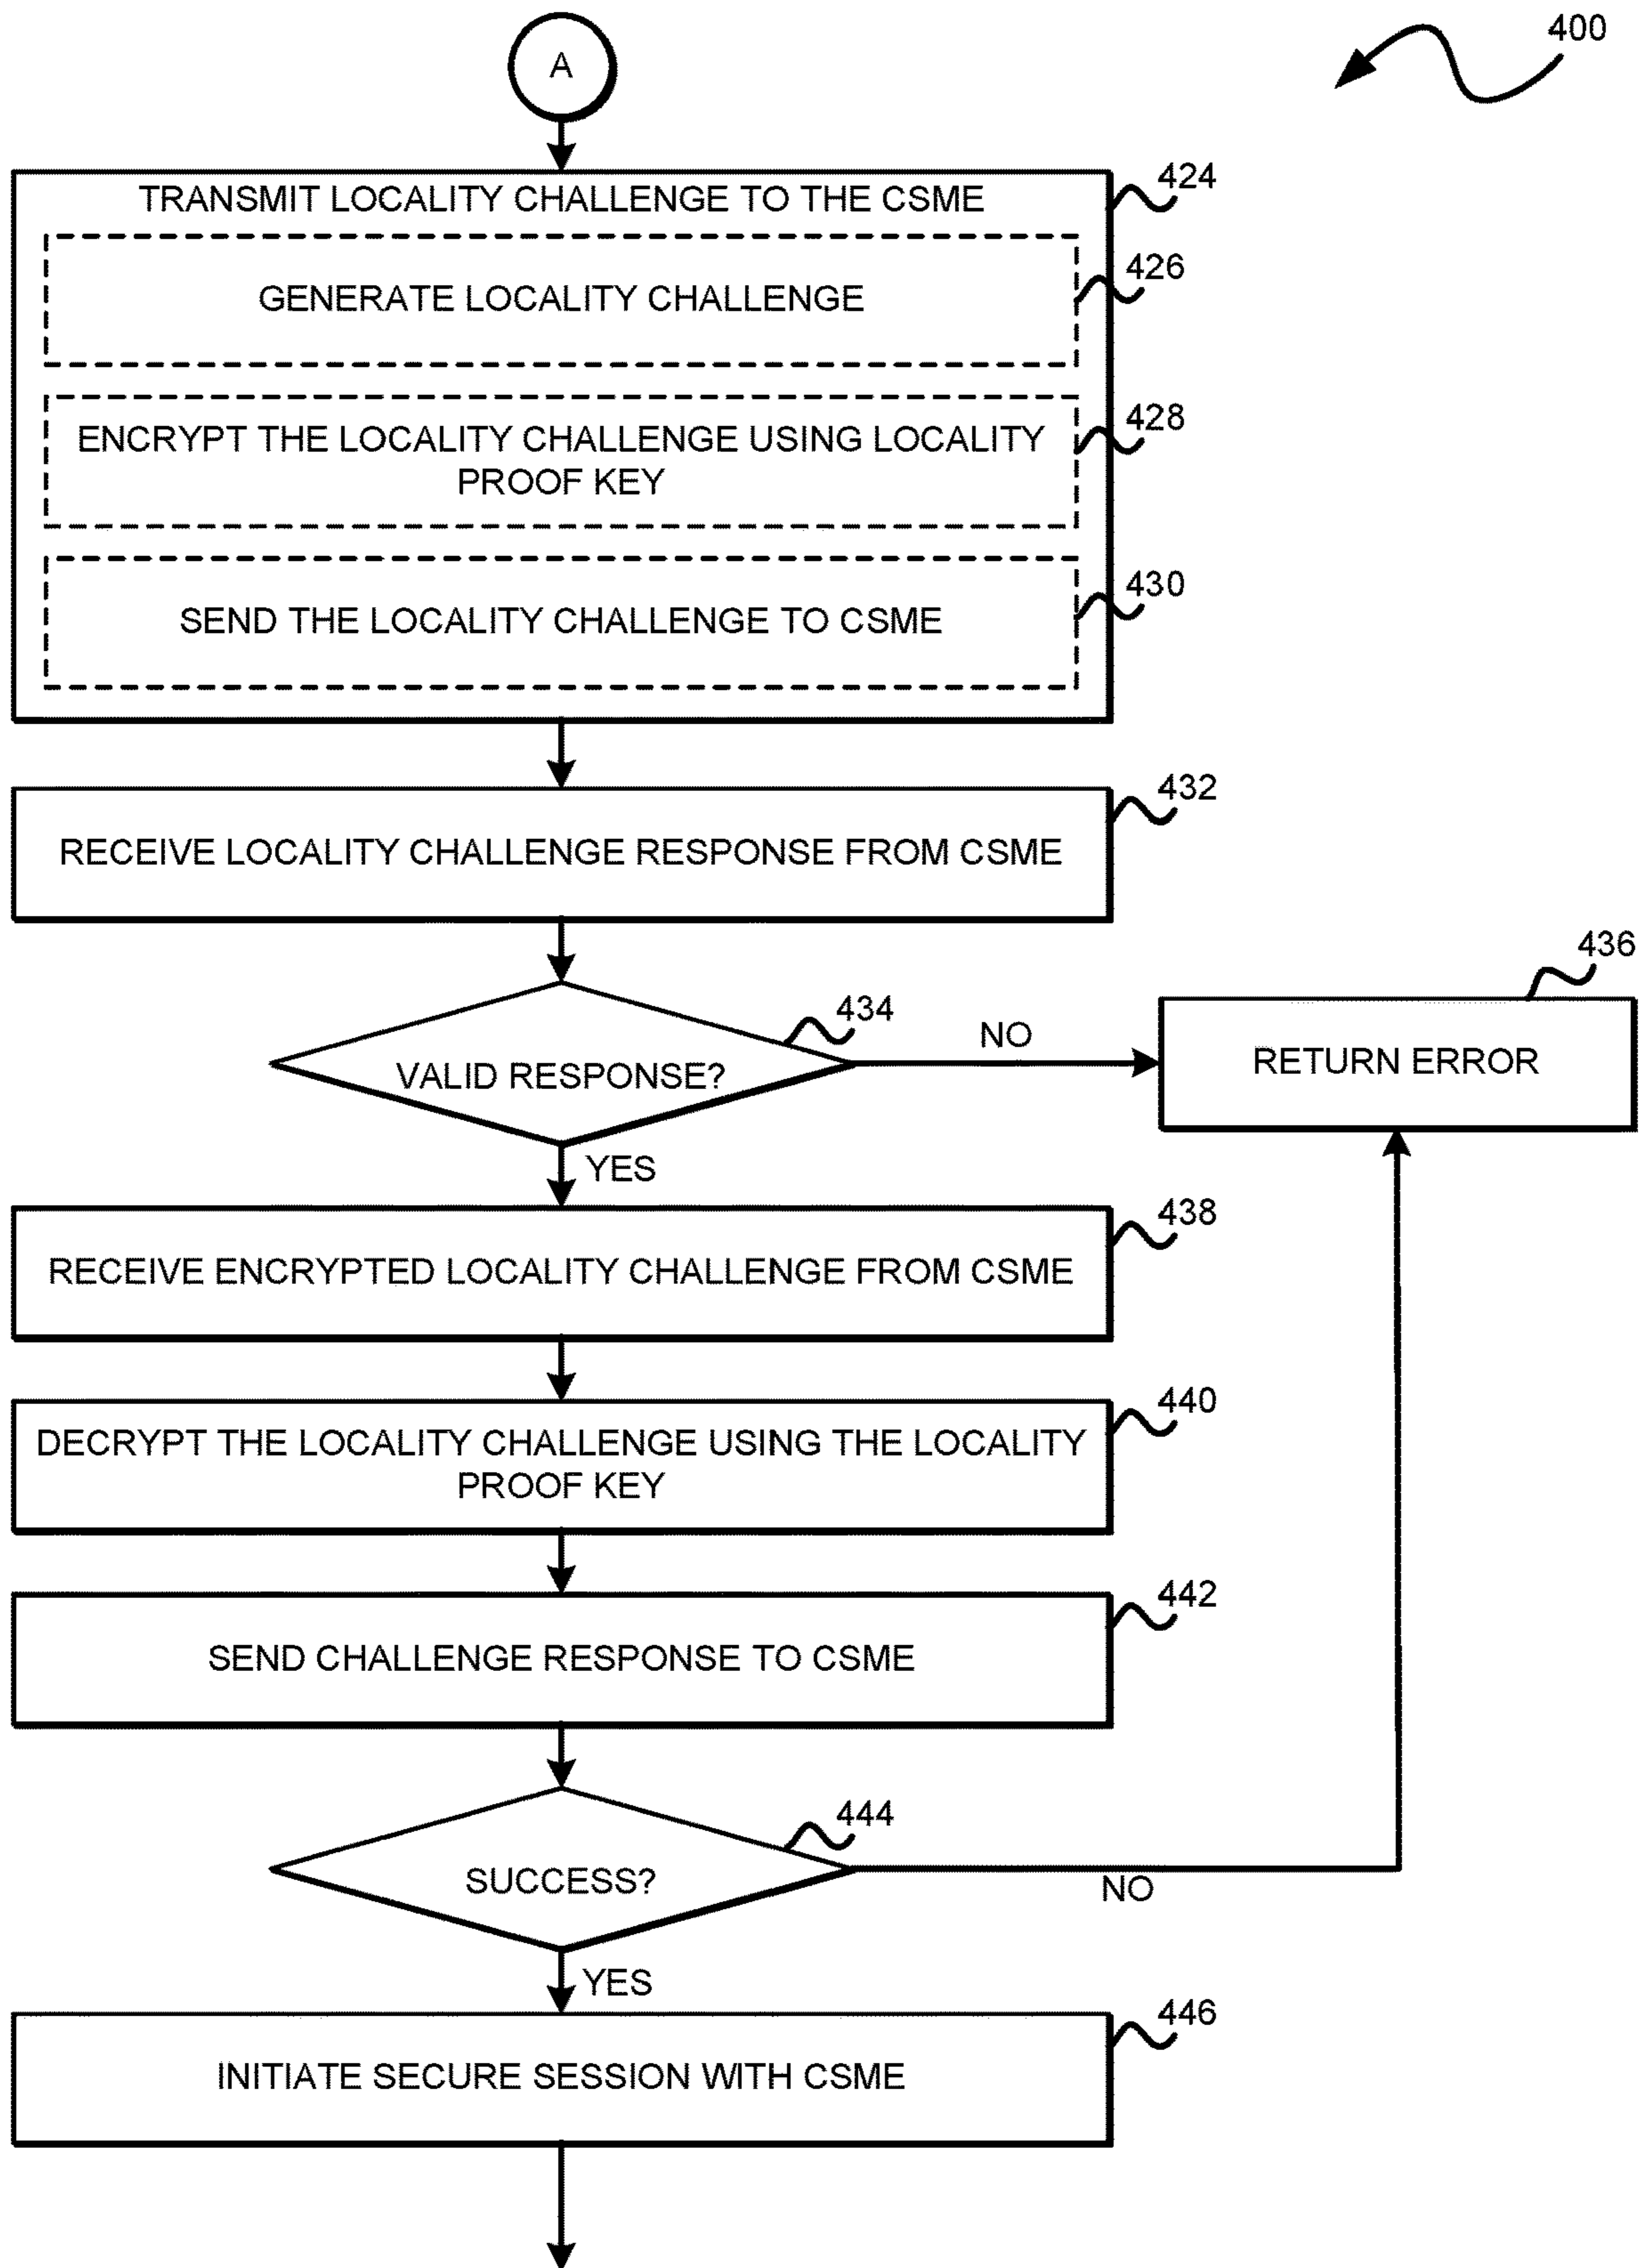 400
A
424
TRANSMIT LOCALITY CHALLENGE TO THE CSME
426
GENERATE LOCALITY CHALLENGE
428
ENCRYPT THE LOCALITY CHALLENGE USING LOCALITY
PROOF KEY
430
SEND THE LOCALITY CHALLENGE TO CSME
432
RECEIVE LOCALITY CHALLENGE RESPONSE FROM CSME
434
VALID RESPONSE?
NO
436
RETURN ERROR
YES
438
RECEIVE ENCRYPTED LOCALITY CHALLENGE FROM CSME
440
DECRYPT THE LOCALITY CHALLENGE USING THE LOCALITY
PROOF KEY
442
SEND CHALLENGE RESPONSE TO CSME
444
SUCCESS?
NO
YES
446
INITIATE SECURE SESSION WITH CSME